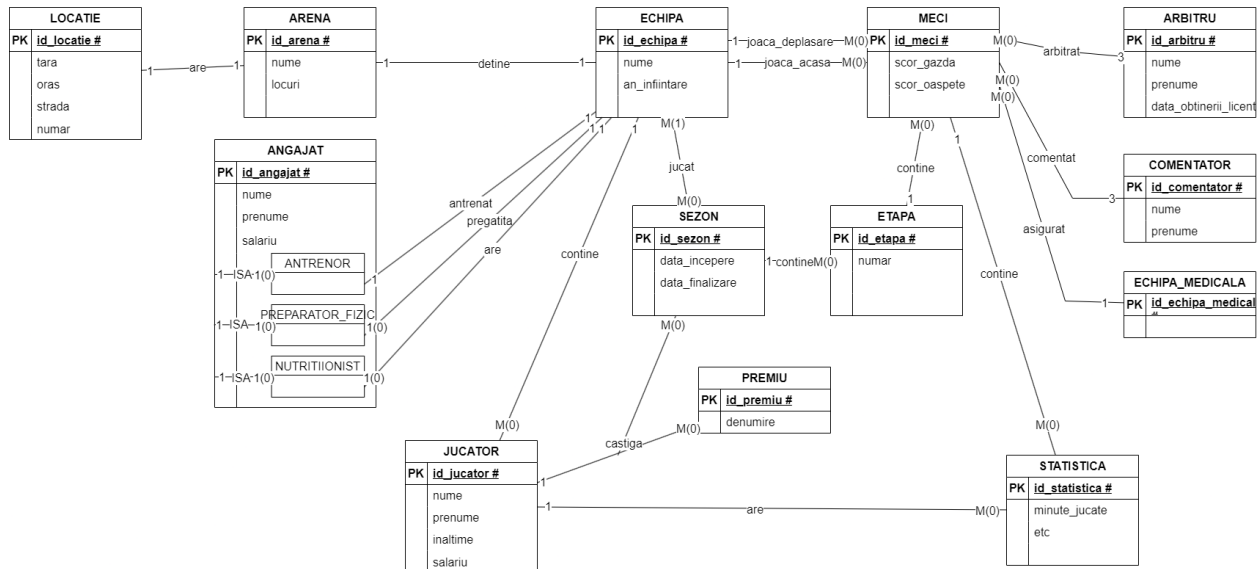 LOCATIE
PK id_locatie #
tara
oras
strada
numar
1 are 1
ARENA
PK id_arena #
nume
locuri
1 detine 1
ECHIPA
PK id_echipa #
nume
an_infiintare
1 joaca_deplasare M(0)
1 joaca_acasa M(0)
MECI
PK id_meci #
scor_gazda
scor_oaspete
M(0) arbitrat 3
ARBITRU
PK id_arbitru #
nume
prenume
data_obtinerii_licent
M(0)
comentat
3
COMENTATOR
PK id_comentator #
nume
prenume
M(0)
asigurat
1
ECHIPA_MEDICALA
PK id_echipa_medical
ANGAJAT
PK id_angajat #
nume
prenume
salariu
1 ISA 1(0)
ANTRENOR
1 ISA 1(0)
PREPARATOR_FIZIC
1 ISA 1(0)
NUTRITIIONIST
1
antrenat
1
1
pregatita
1(0)
1
are
1(0)
1
contine
M(0)
M(1)
jucat
M(0)
SEZON
PK id_sezon #
data_incepere
data_finalizare
1 contine M(0)
ETAPA
PK id_etapa #
numar
M(0)
contine
1
1
contine
M(0)
PREMIU
PK id_premiu #
denumire
M(0)
castiga
M(0)
1
JUCATOR
PK id_jucator #
nume
prenume
inaltime
salariu
1 are M(0)
STATISTICA
PK id_statistica #
minute_jucate
etc